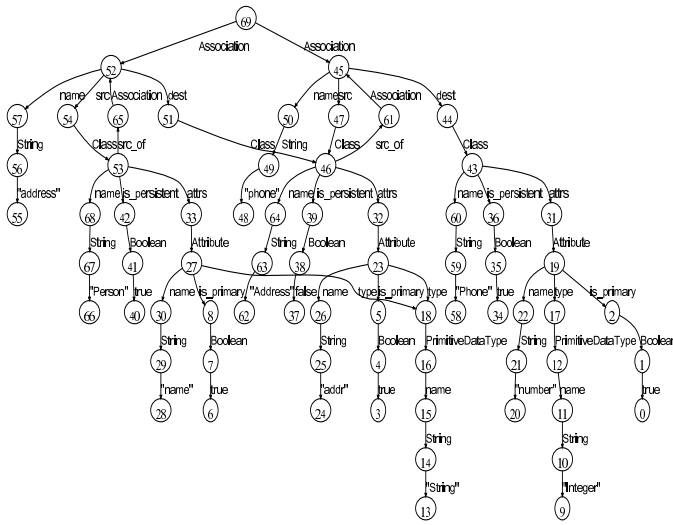 69
Association Association
52 45
name src Association dest name src Association dest
57 54 65 51 50 47 61 44
String Class src_of Class String Class src_of Class
56 53 49 46 43
"address" name is_persistent attrs "phone" name is_persistent attrs name is_persistent attrs
55 68 42 33 48 64 39 32 60 36 31
String Boolean Attribute String Boolean Attribute String Boolean Attribute
67 41 27 63 38 23 59 35 19
"Person" true name is_primary "Address" false name type is_primary type "Phone" true name type is_primary
66 40 30 8 62 37 26 5 18 58 34 22 17 2
String Boolean String Boolean PrimitiveDataType String PrimitiveDataType Boolean
29 7 25 4 16 21 12 1
"name" true "addr" true name "number" name true
28 6 24 3 15 20 11 0
String String
14 10
"String" "Integer"
13 9